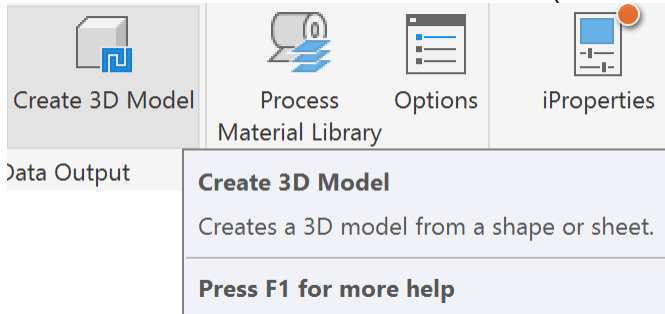 Create 3D Model
Process
Material Library
Options
iProperties
Data Output
Create 3D Model
Creates a 3D model from a shape or sheet.
Press F1 for more help